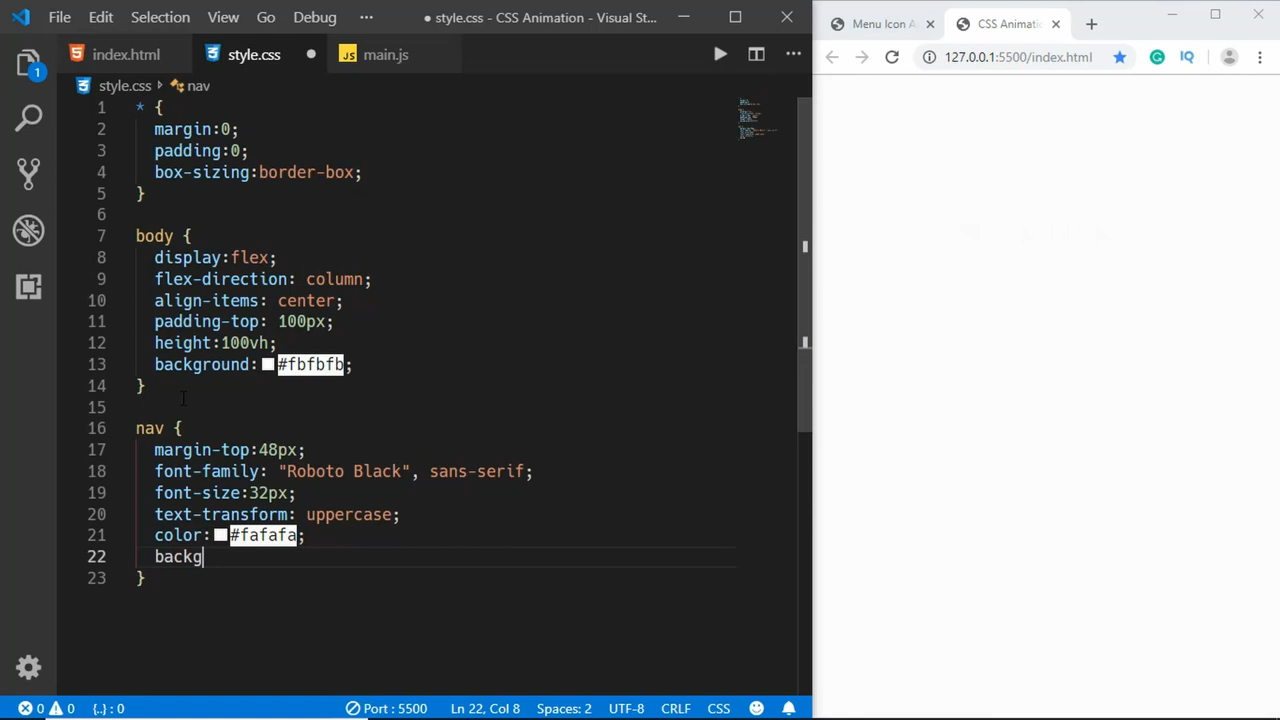 File Edit Selection View Go Debug ··· ● style.css - CSS Animation - Visual St...
index.html style.css ● main.js
style.css > nav
1 * {
2 margin:0;
3 padding:0;
4 box-sizing:border-box;
5 }
6
7 body {
8 display:flex;
9 flex-direction: column;
10 align-items: center;
11 padding-top: 100px;
12 height:100vh;
13 background: #fbfbfb;
14 }
15
16 nav {
17 margin-top:48px;
18 font-family: "Roboto Black", sans-serif;
19 font-size:32px;
20 text-transform: uppercase;
21 color: #fafafa;
22 backg
23 }
1
0 0 {..} : 0 Port : 5500 Ln 22, Col 8 Spaces: 2 UTF-8 CRLF CSS
Menu Icon A CSS Animatio
127.0.0.1:5500/index.html